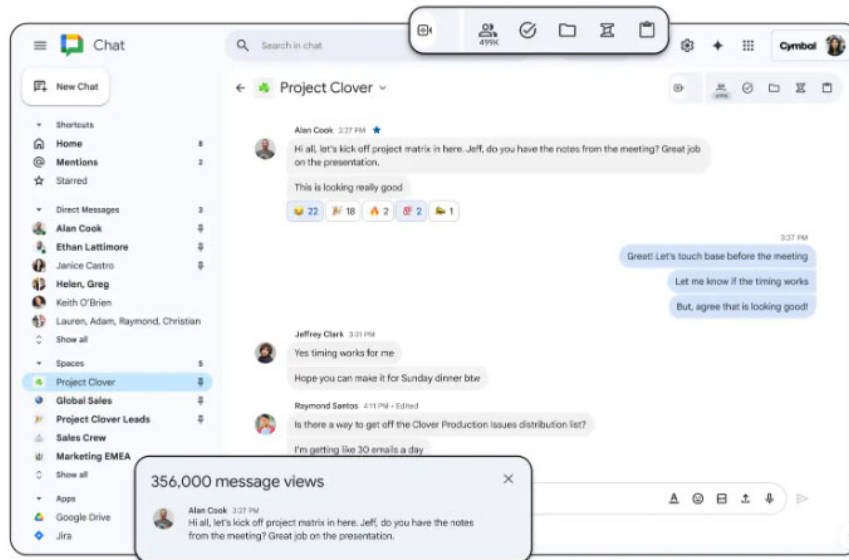 499K
Chat
Search in chat
Cymbal
New Chat
Project Clover
499K
Shortcuts
Home 8
Mentions 2
Starred
Direct Messages 3
Alan Cook
Ethan Lattimore
Janice Castro
Helen, Greg
Keith O'Brien
Lauren, Adam, Raymond, Christian
Show all
Spaces 5
Project Clover
Global Sales
Project Clover Leads
Sales Crew
Marketing EMEA
Show all
Apps
Google Drive
Jira
Alan Cook 3:27 PM
Hi all, let's kick off project matrix in here. Jeff, do you have the notes from the meeting? Great job
on the presentation.
This is looking really good
22 18 2 💯 2 1
3:27 PM
Great! Let's touch base before the meeting
Let me know if the timing works
But, agree that is looking good!
Jeffrey Clark 3:31 PM
Yes timing works for me
Hope you can make it for Sunday dinner btw
Raymond Santos 4:11 PM • Edited
Is there a way to get off the Clover Production Issues distribution list?
I'm getting like 30 emails a day
356,000 message views
Alan Cook 3:27 PM
Hi all, let's kick off project matrix in here. Jeff, do you have the notes
from the meeting? Great job on the presentation.